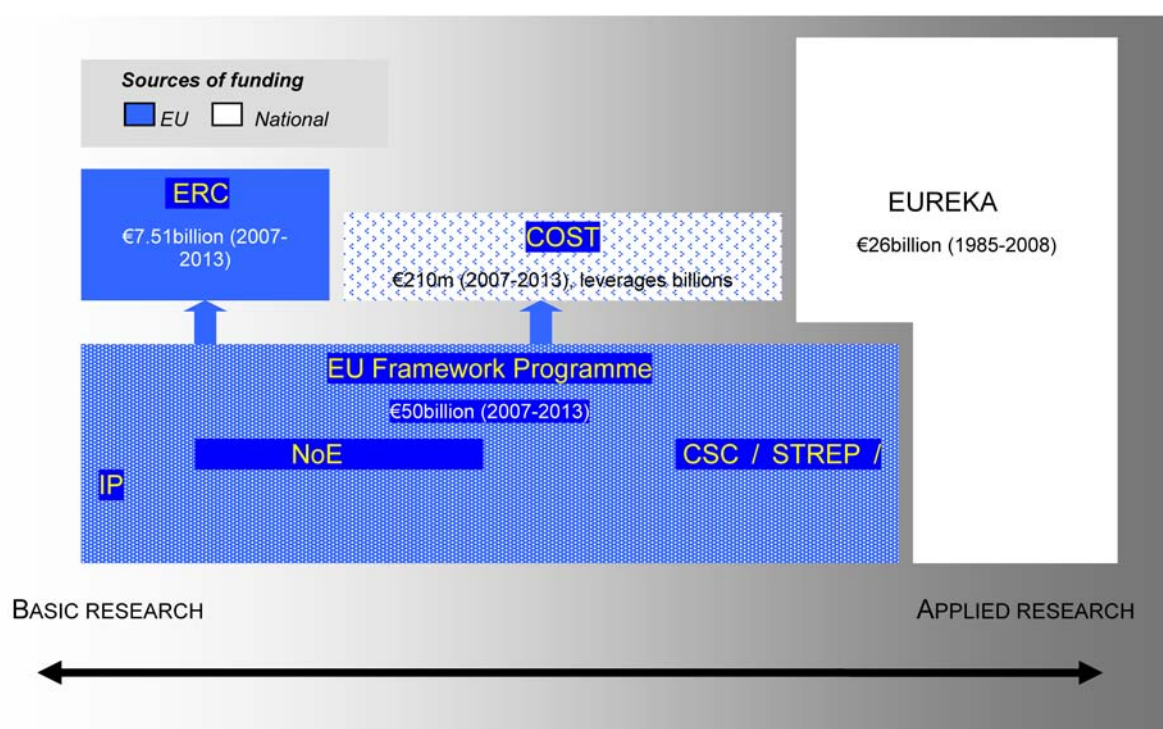 Sources of funding
EU National
ERC
€7.51billion (2007-
2013)
COST
€210m (2007-2013), leverages billions
EUREKA
€26billion (1985-2008)
EU Framework Programme
€50billion (2007-2013)
NoE CSC / STREP /
IP
BASIC RESEARCH APPLIED RESEARCH